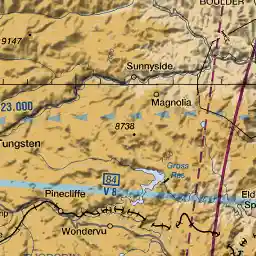 BOULDER
9147
Sunnyside
Magnolia
23.000
8738
Tungsten
Gross
Res
84
V 8
Pinecliffe
Eld
Sp
Wondervu